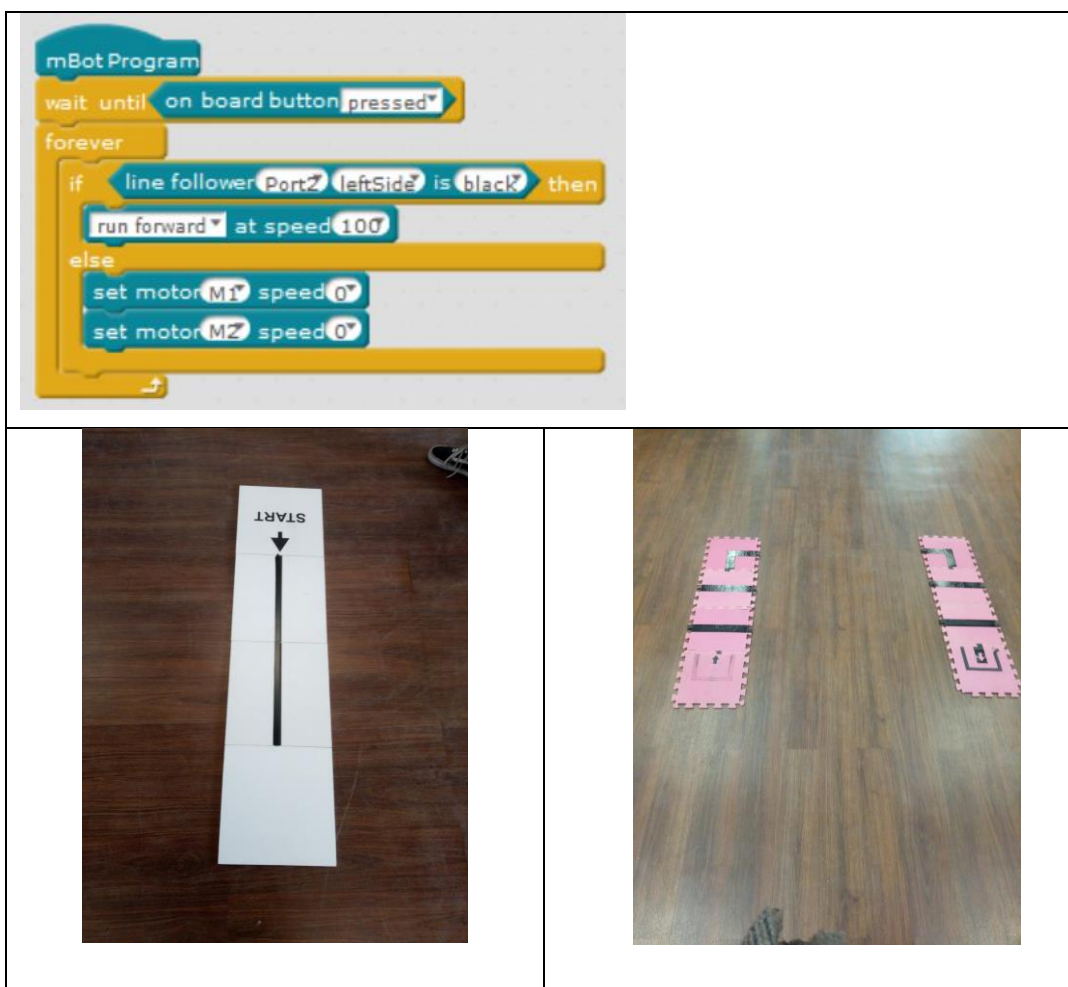 mBot Program
wait until on board button pressed
forever
if line follower Port2 leftSide is black then
run forward at speed 100
else
set motor M1 speed 0
set motor M2 speed 0
START